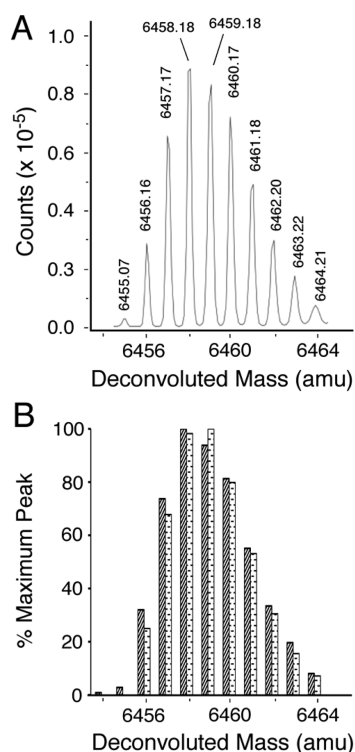 A
Counts (x 10-5)
1.0
0.8
0.6
0.4
0.3
0.0
6455.07
6456.16
6457.17
6458.18
6459.18
6460.17
6461.18
6462.20
6463.22
6464.21
6456 6460 6464
Deconvoluted Mass (amu)
B
% Maximum Peak
100
80
60
40
20
0
6456 6460 6464
Deconvoluted Mass (amu)